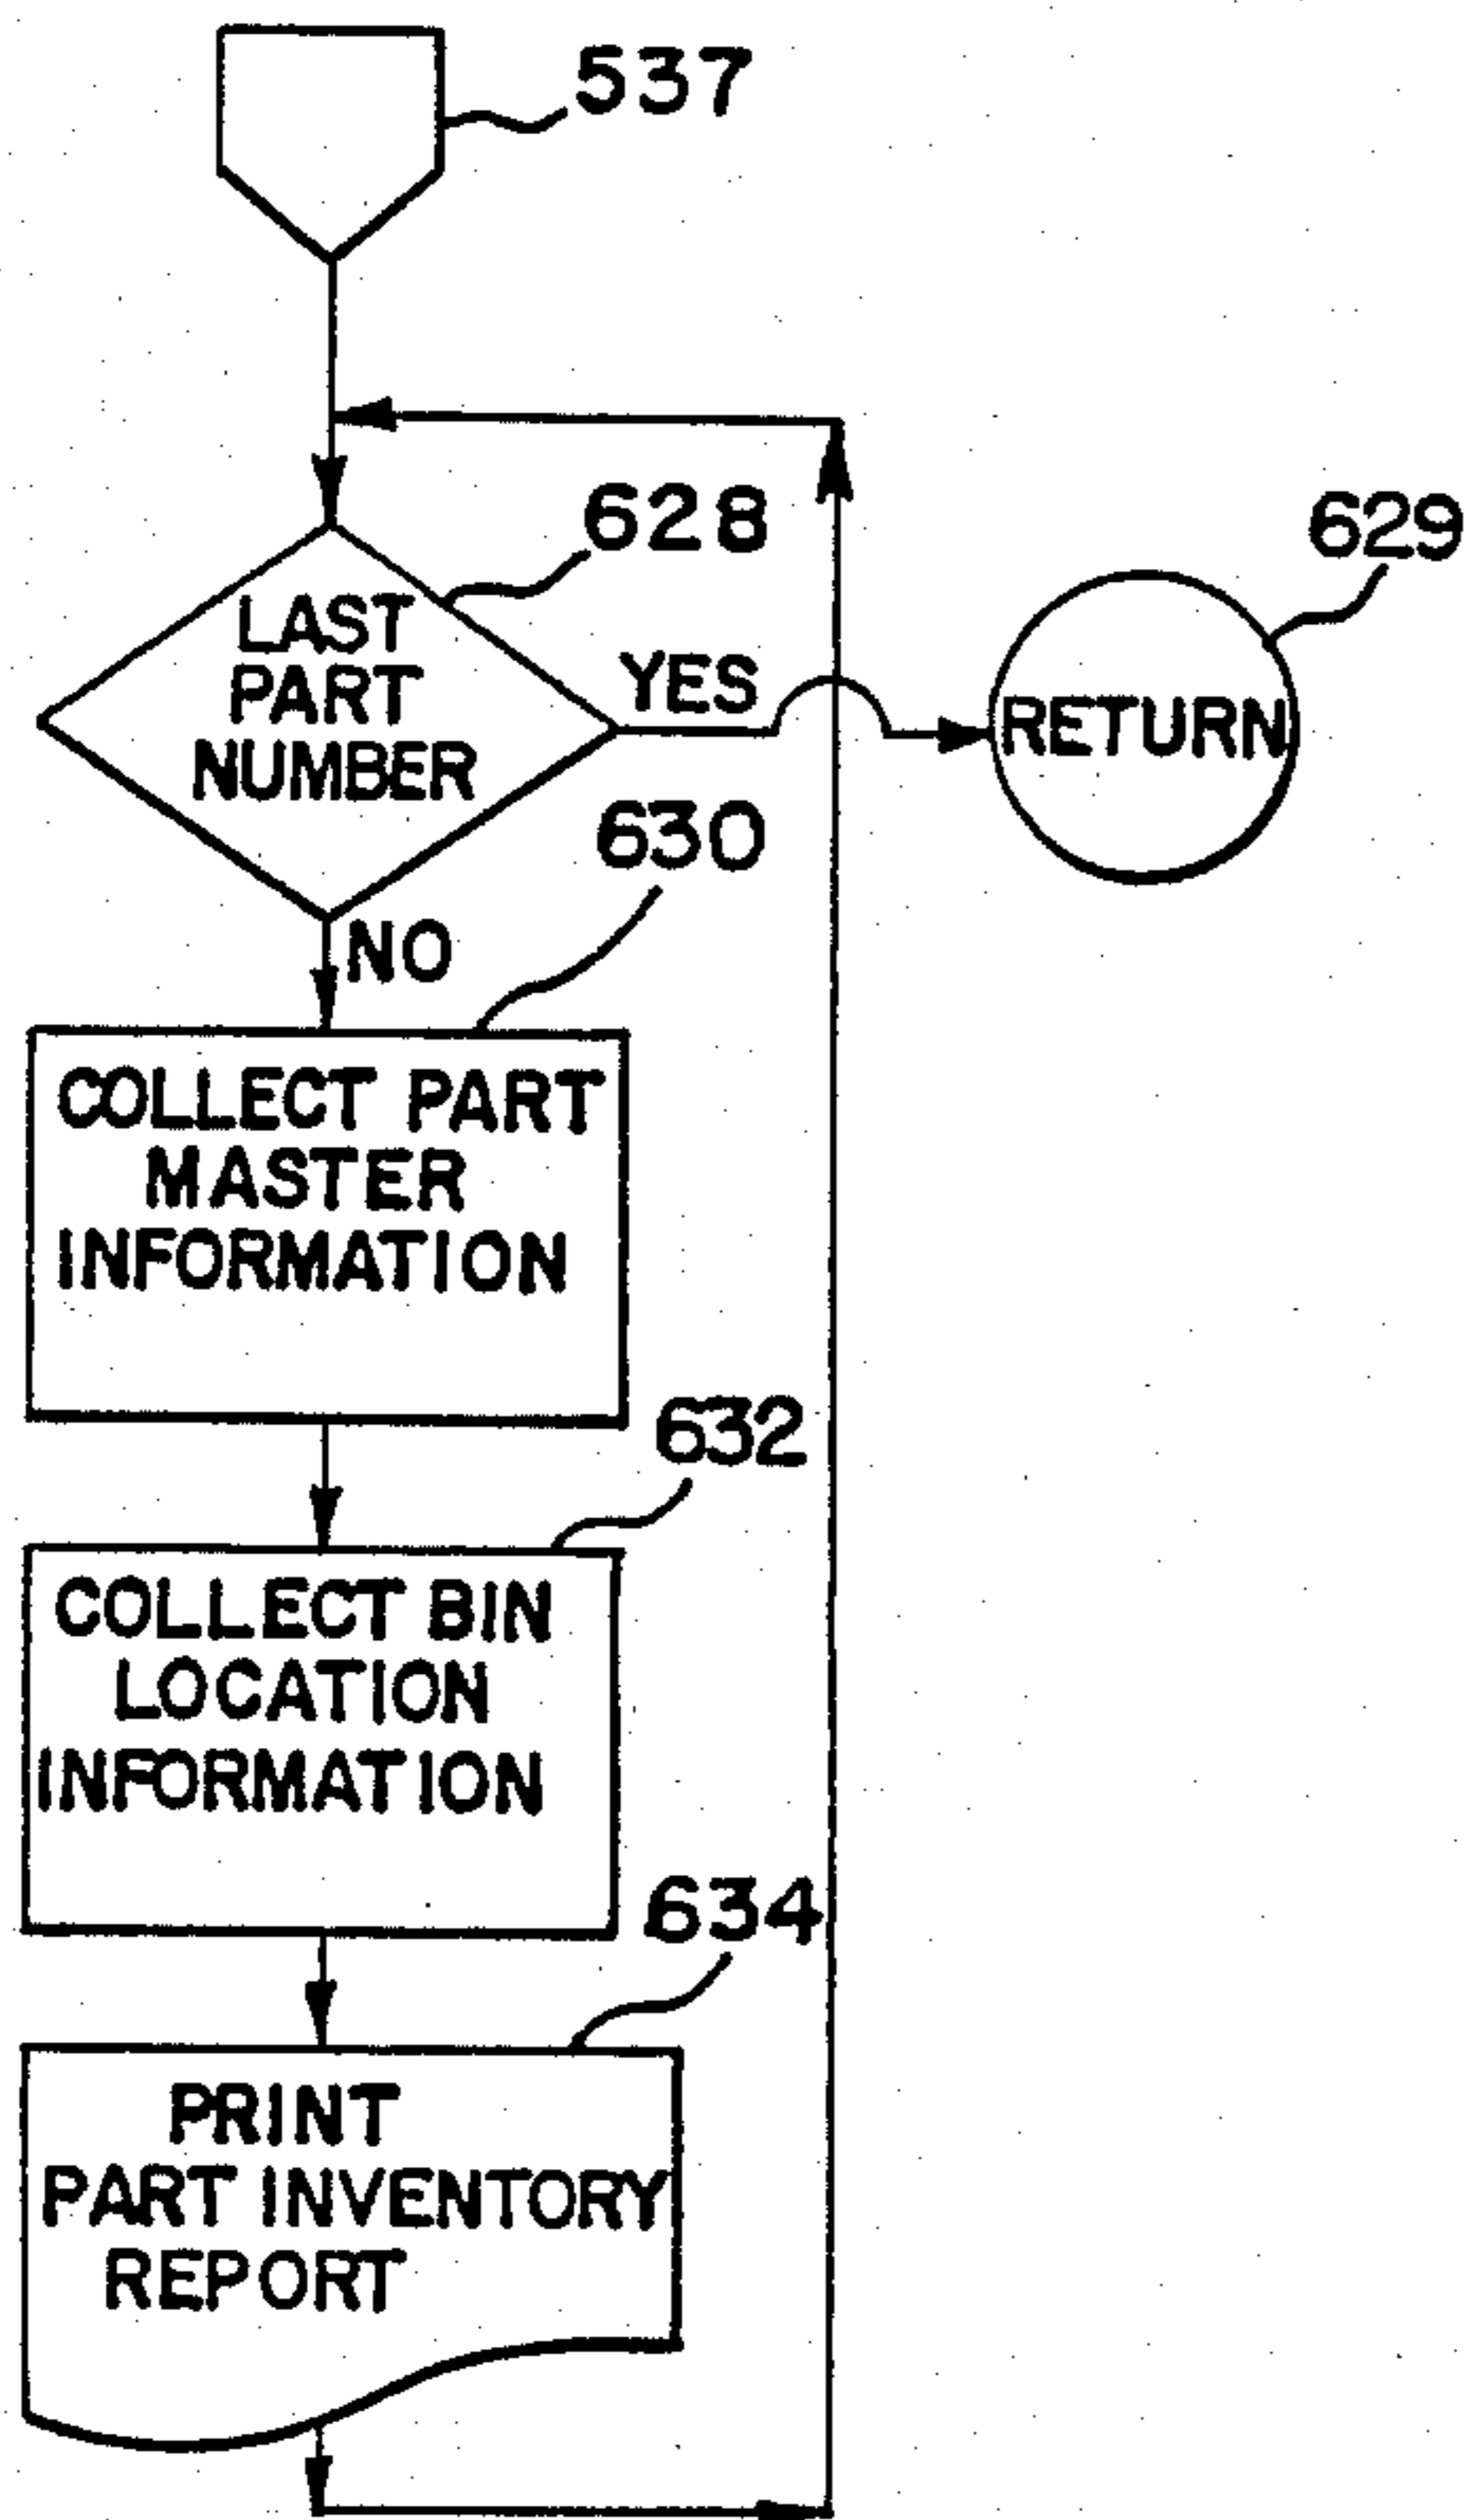 537
628
629
LAST
PART
NUMBER
YES
RETURN
630
NO
COLLECT PART
MASTER
INFORMATION
632
COLLECT BIN
LOCATION
INFORMATION
634
PRINT
PART INVENTORY
REPORT